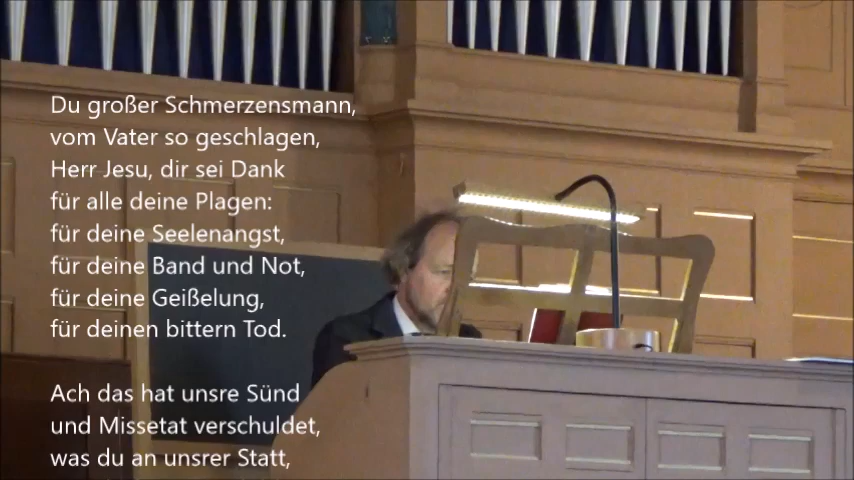 Du großer Schmerzensmann,
vom Vater so geschlagen,
Herr Jesu, dir sei Dank
für alle deine Plagen:
für deine Seelenangst,
für deine Band und Not,
für deine Geißelung,
für deinen bittern Tod.
Ach das hat unsre Sünd
und Missetat verschuldet,
was du an unsrer Statt,